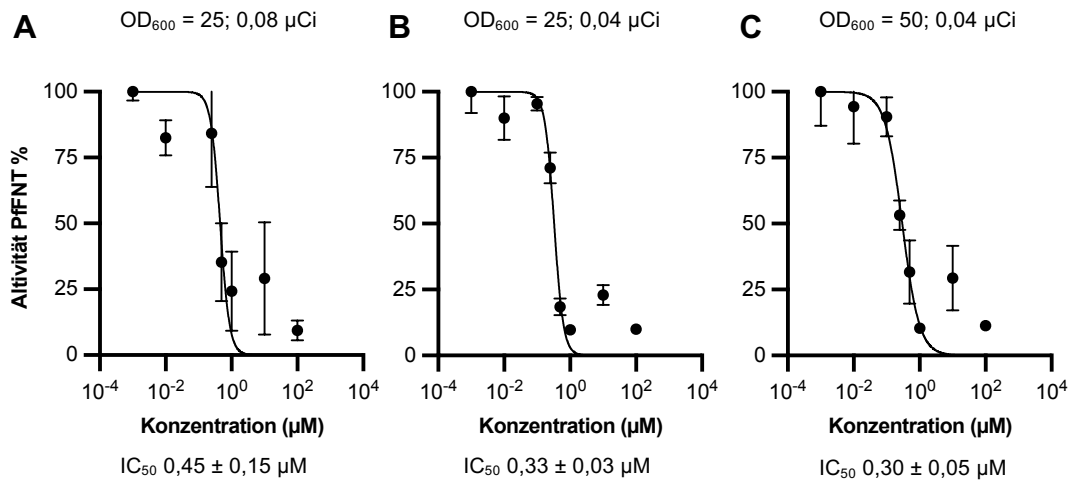 A
OD₆₀₀ = 25; 0,08 µCi
B
OD₆₀₀ = 25; 0,04 µCi
C
OD₆₀₀ = 50; 0,04 µCi
Altivität PfFNT %
100
75
50
25
0
10⁻⁴
10⁻²
10⁰
10²
10⁴
Konzentration (µM)
IC₅₀ 0,45 ± 0,15 µM
100
75
50
25
0
10⁻⁴
10⁻²
10⁰
10²
10⁴
Konzentration (µM)
IC₅₀ 0,33 ± 0,03 µM
100
75
50
25
0
10⁻⁴
10⁻²
10⁰
10²
10⁴
Konzentration (µM)
IC₅₀ 0,30 ± 0,05 µM